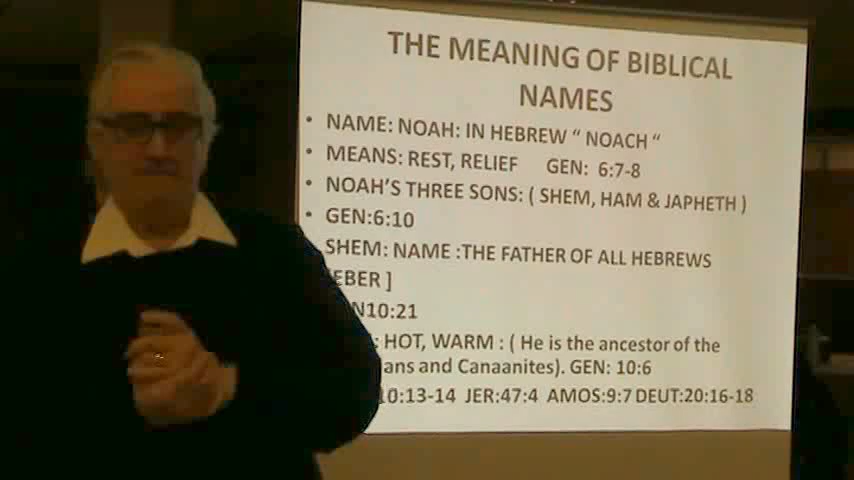 THE MEANING OF BIBLICAL
NAMES
• NAME: NOAH: IN HEBREW “ NOACH “
• MEANS: REST, RELIEF GEN: 6:7-8
• NOAH’S THREE SONS: ( SHEM, HAM & JAPHETH )
• GEN:6:10
SHEM: NAME :THE FATHER OF ALL HEBREWS
EBER ]
N10:21
: HOT, WARM : ( He is the ancestor of the
ans and Canaanites). GEN: 10:6
10:13-14 JER:47:4 AMOS:9:7 DEUT:20:16-18